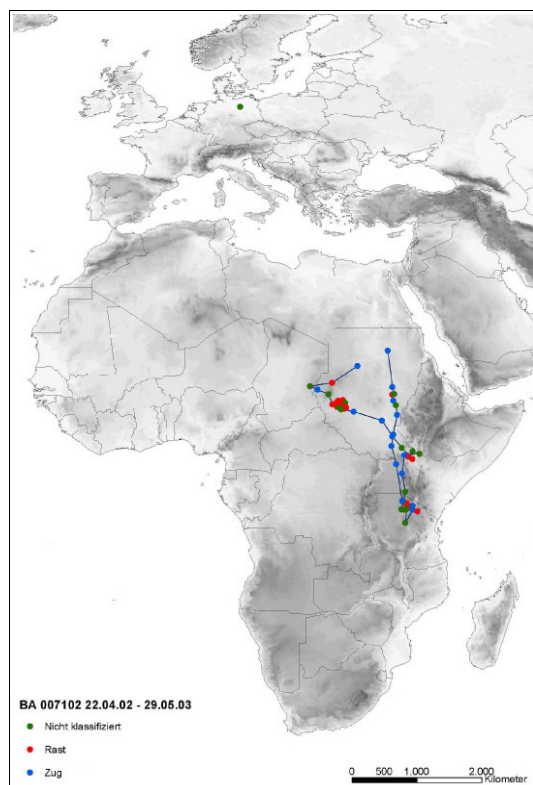 BA 007102 22.04.02 - 29.05.03
Nicht klassifiziert
Rast
Zug
0 500 1.000 2.000
Kilometer